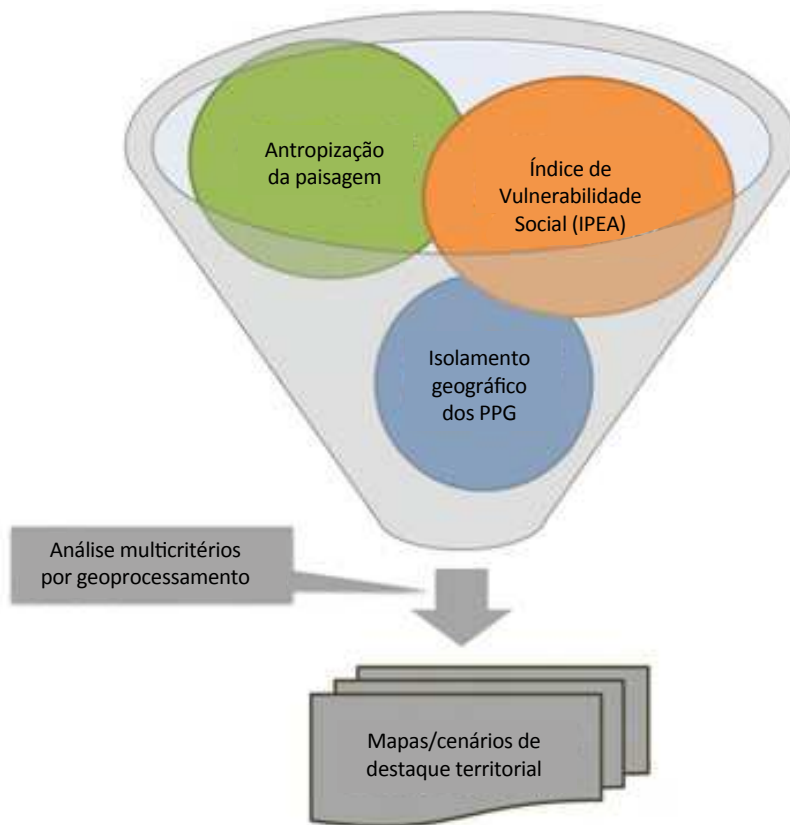 Antropização
da paisagem
Índice de
Vulnerabilidade
Social (IPEA)
Isolamento
geográfico
dos PPG
Análise multicritérios
por geoprocessamento
Mapas/cenários de
destaque territorial